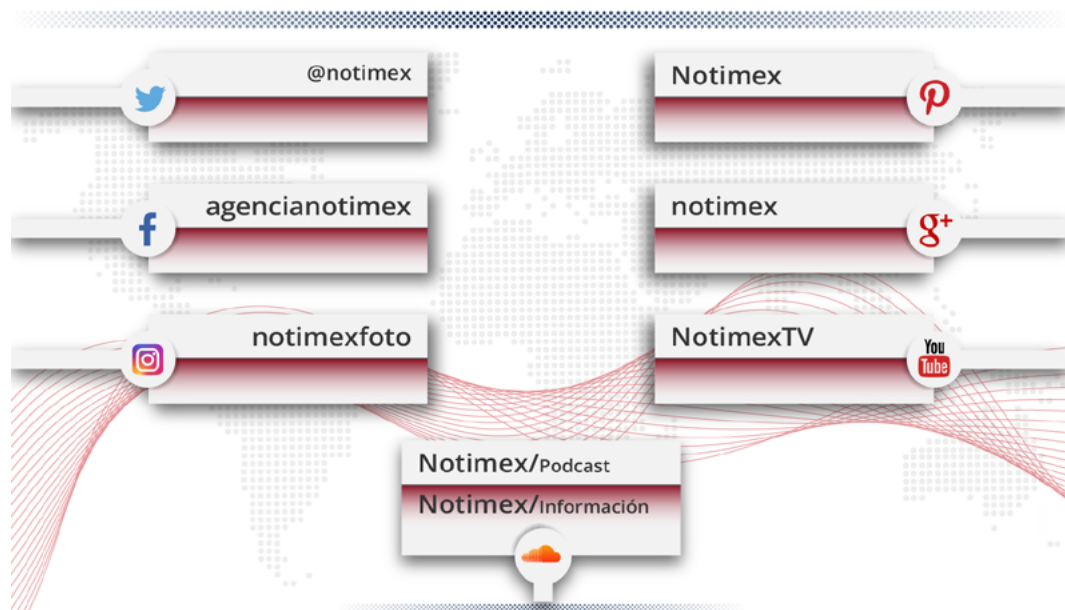 @notimex
Notimex
agencianotimex
notimex
g+
notimexfoto
NotimexTV
You
Tube
Notimex/Podcast
Notimex/Información